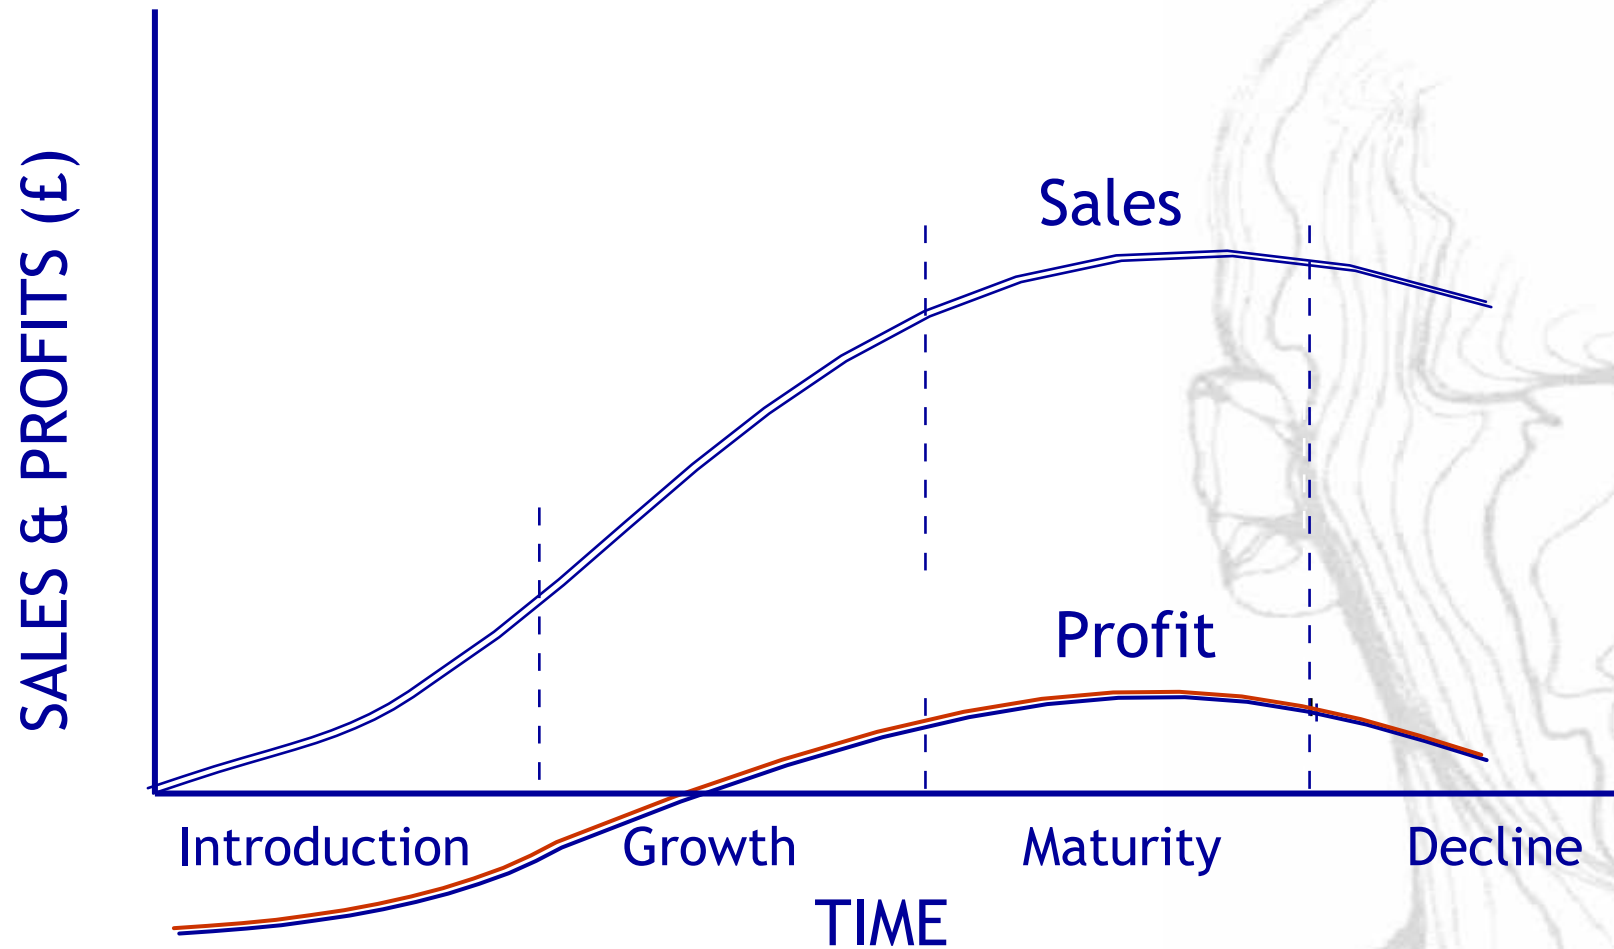 SALES & PROFITS (£)
Sales
Profit
Introduction Growth Maturity Decline
TIME